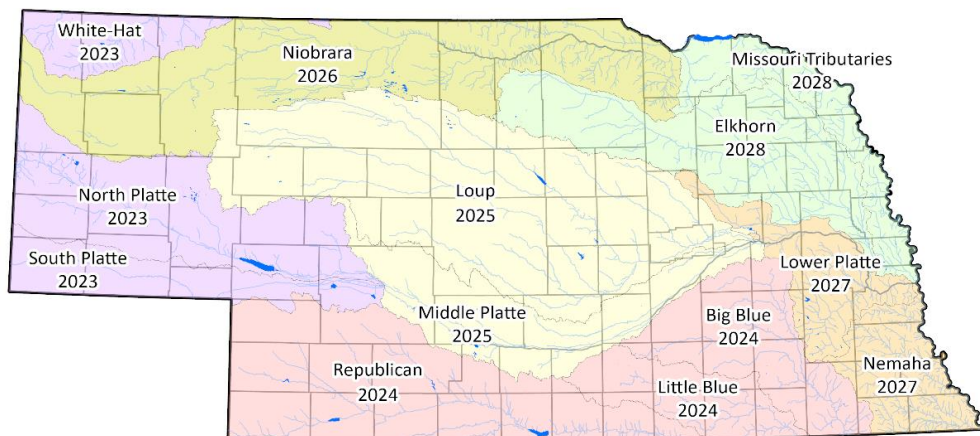 White-Hat
2023
Niobrara
2026
Missouri Tributaries
2028
Elkhorn
2028
North Platte
2023
Loup
2025
South Platte
2023
Lower Platte
2027
Middle Platte
2025
Big Blue
2024
Republican
2024
Little Blue
2024
Nemaha
2027